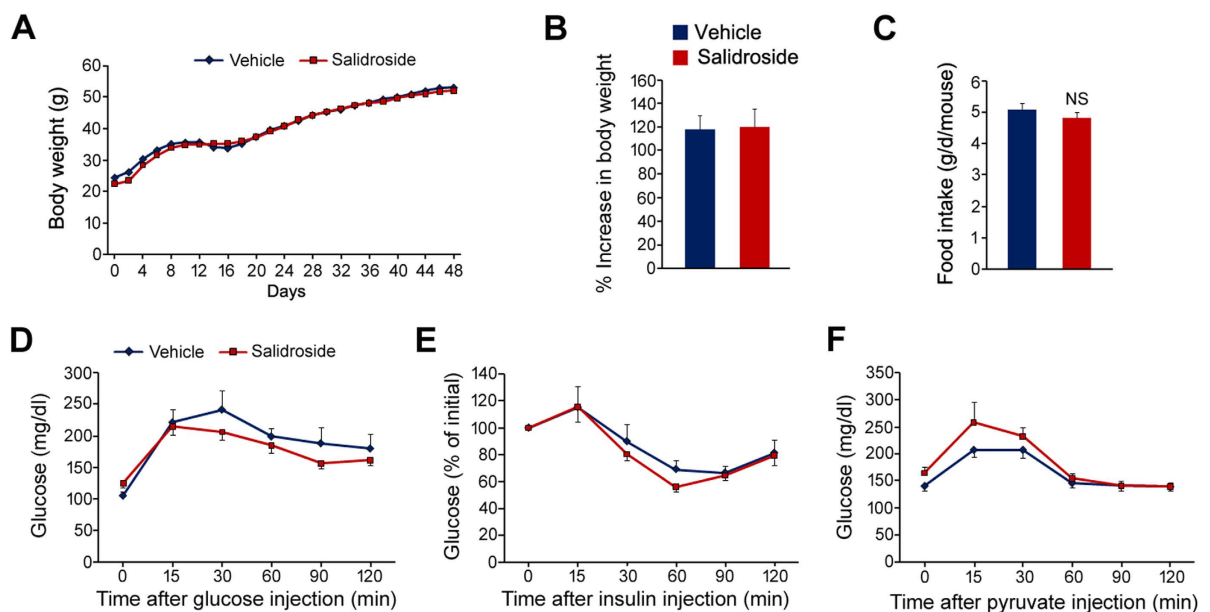 A
Vehicle Salidroside
Body weight (g)
60
50
40
30
20
10
0
0 4 8 12 16 20 24 28 32 36 40 44 48
Days
B
Vehicle
Salidroside
% Increase in body weight
160
140
120
100
80
60
40
20
0
C
Food intake (g/d/mouse)
6
5
4
3
2
1
0
NS
D
Vehicle Salidroside
Glucose (mg/dl)
300
250
200
150
100
50
0
0 15 30 60 90 120
Time after glucose injection (min)
E
Glucose (% of initial)
140
120
100
80
60
40
20
0
0 15 30 60 90 120
Time after insulin injection (min)
F
Glucose (mg/dl)
350
300
250
200
150
100
50
0
0 15 30 60 90 120
Time after pyruvate injection (min)